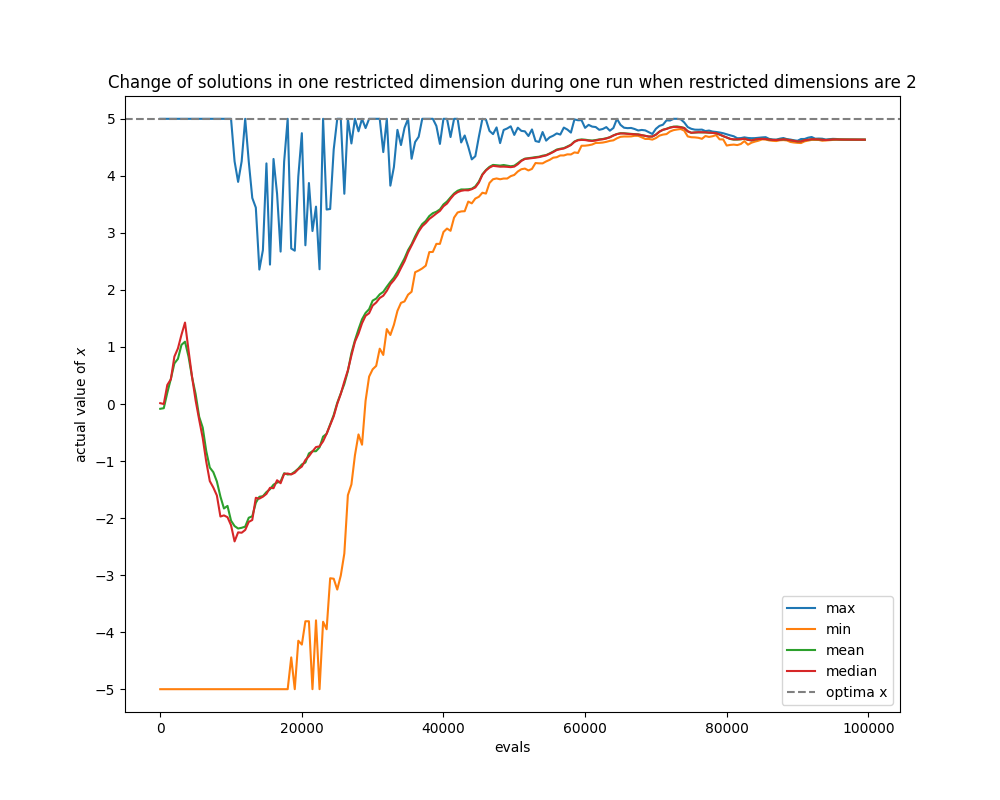 Change of solutions in one restricted dimension during one run when restricted dimensions are 2
5
4
3
2
1
0
−1
−2
−3
−4
−5
actual value of x
0
20000
40000
60000
80000
100000
evals
max
min
mean
median
optima x